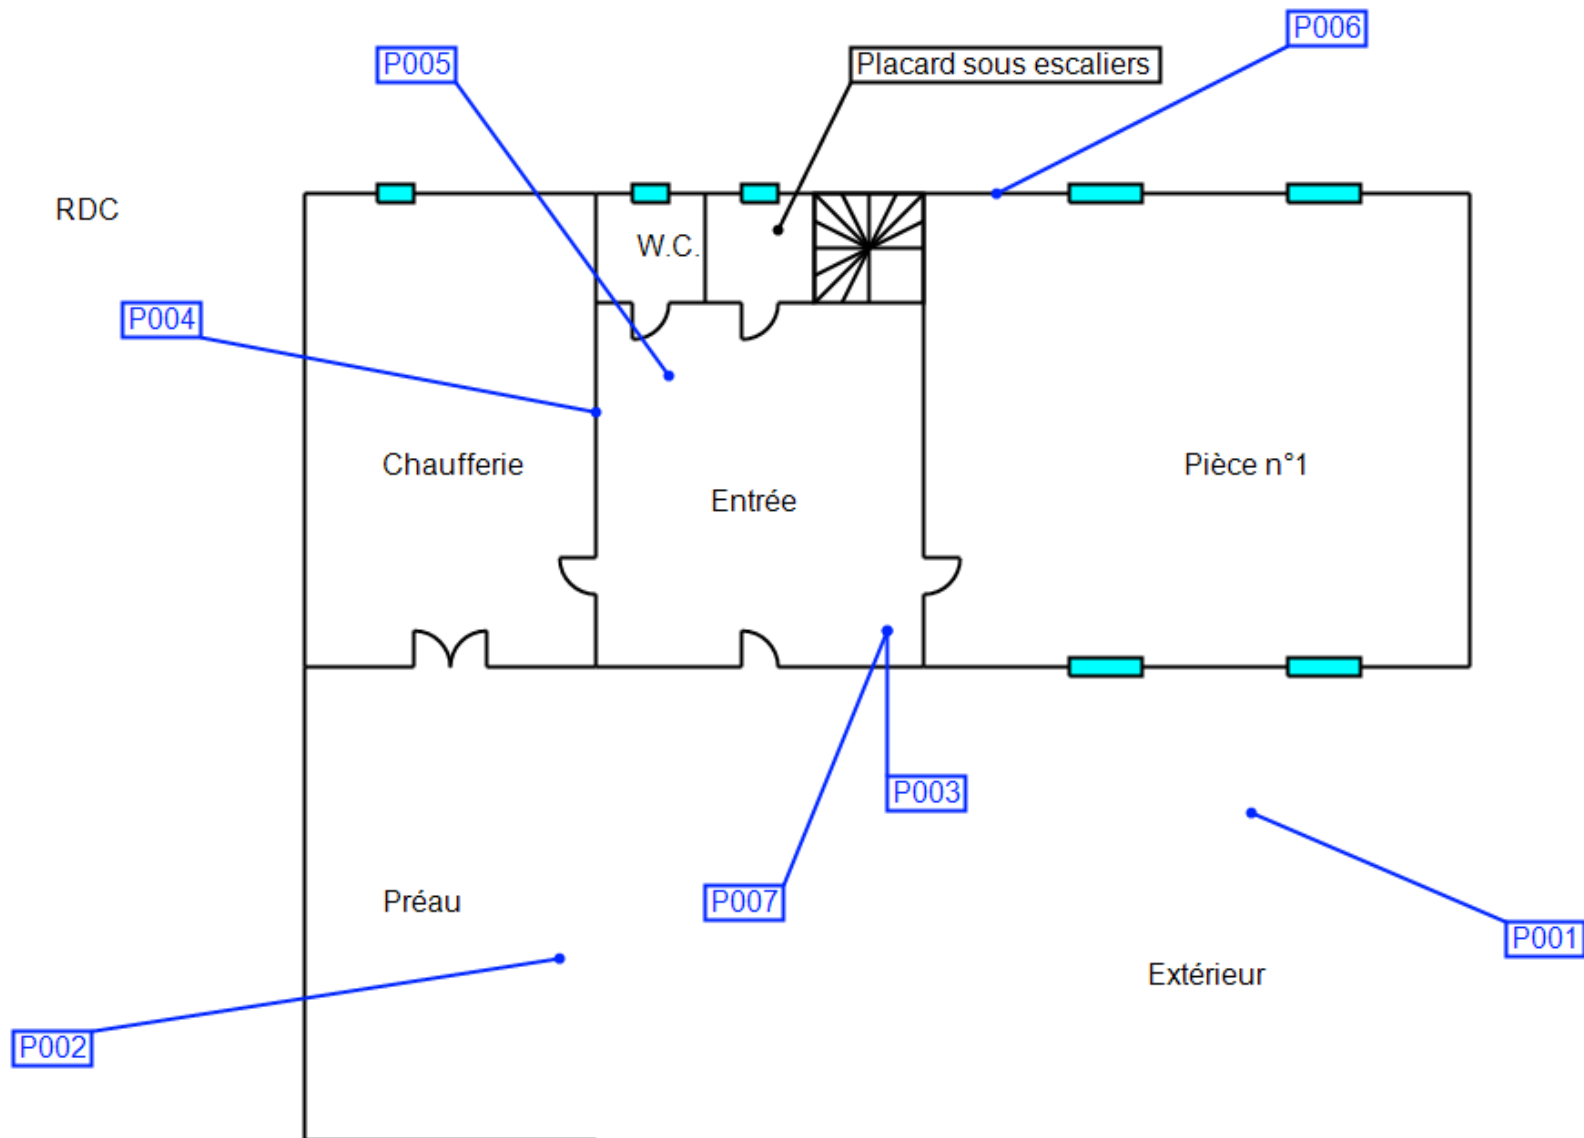 P006
P005
Placard sous escaliers
RDC
W.C.
P004
Chaufferie
Pièce n°1
Entrée
P003
Préau
P007
P001
Extérieur
P002